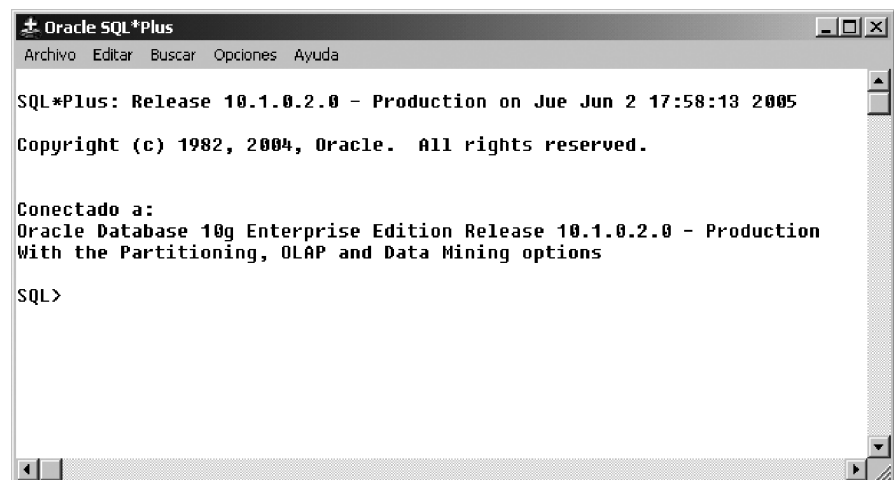 Oracle SQL*Plus
Archivo Editar Buscar Opciones Ayuda
SQL*Plus: Release 10.1.0.2.0 - Production on Jue Jun 2 17:58:13 2005
Copyright (c) 1982, 2004, Oracle. All rights reserved.
Conectado a:
Oracle Database 10g Enterprise Edition Release 10.1.0.2.0 - Production
With the Partitioning, OLAP and Data Mining options
SQL>